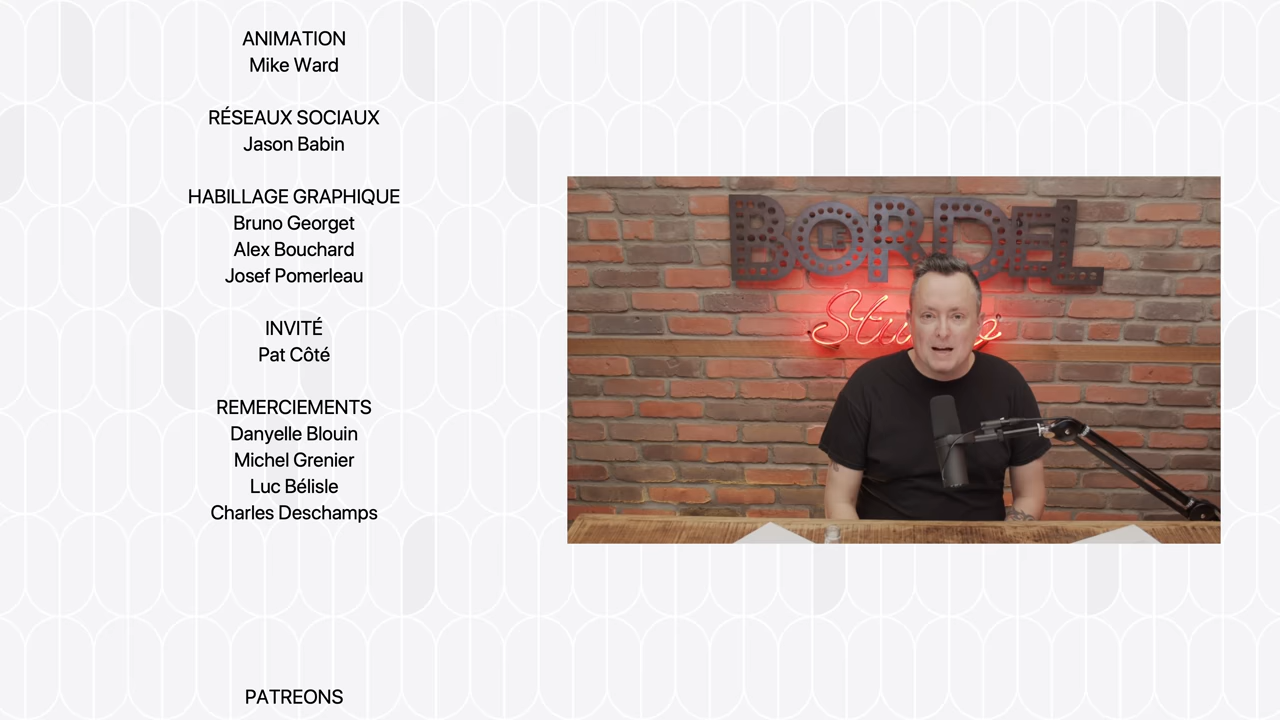 ANIMATION
Mike Ward
RÉSEAUX SOCIAUX
Jason Babin
HABILLAGE GRAPHIQUE
Bruno Georget
Alex Bouchard
Josef Pomerleau
INVITÉ
Pat Côté
REMERCIEMENTS
Danyelle Blouin
Michel Grenier
Luc Bélisle
Charles Deschamps
PATREONS
LE
BORDEL